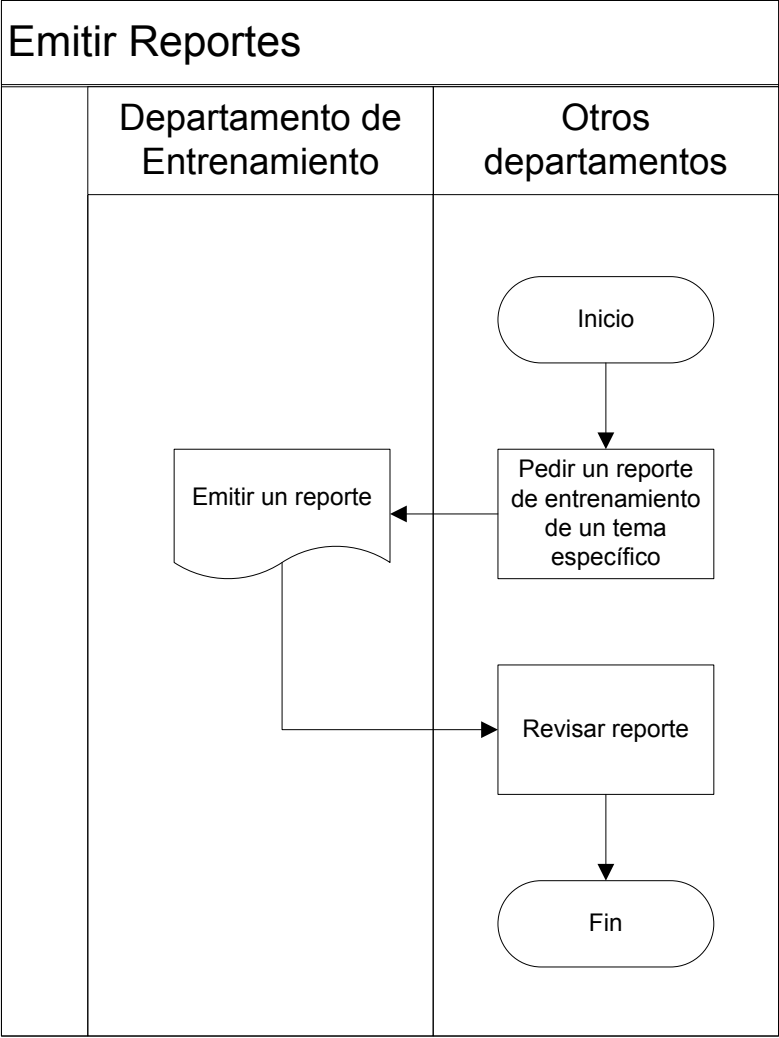 Emitir Reportes
Departamento de
Entrenamiento
Otros
departamentos
Inicio
Pedir un reporte
de entrenamiento
de un tema
específico
Emitir un reporte
Revisar reporte
Fin